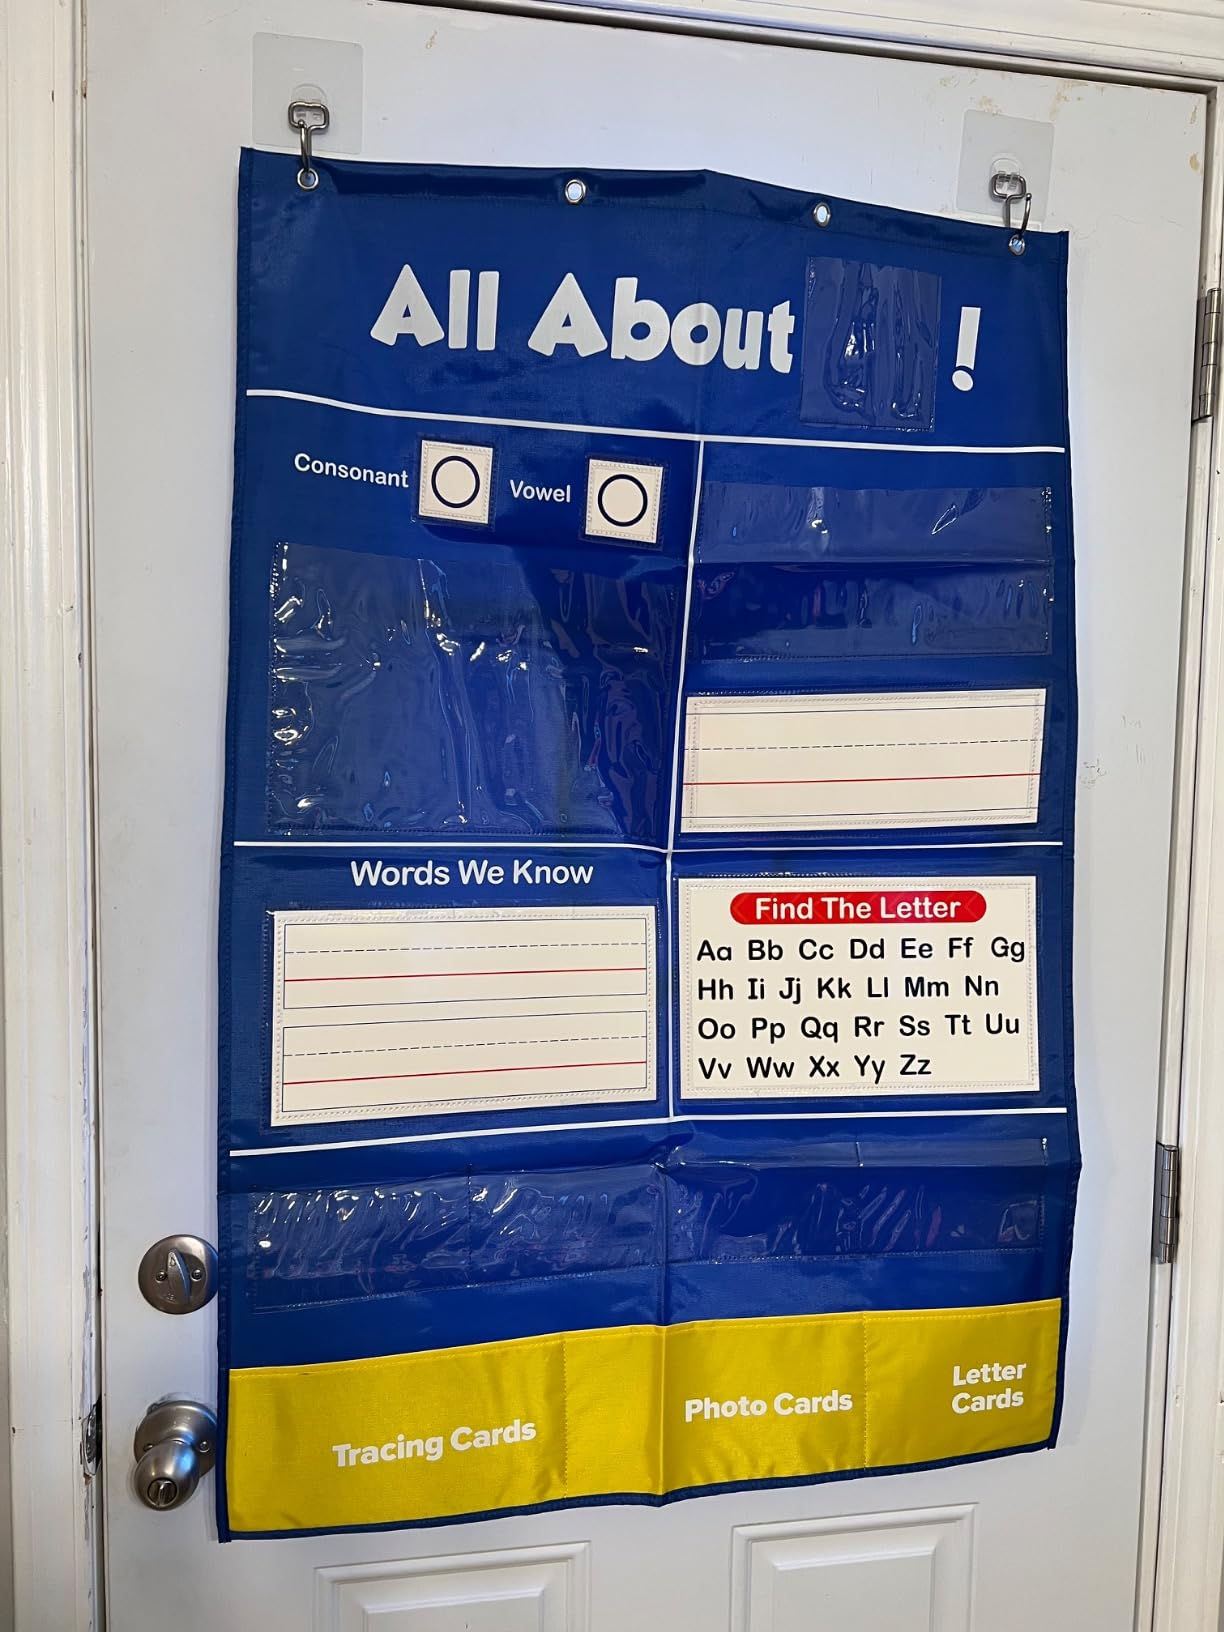 All About !
Consonant
Vowel
Words We Know
Find The Letter
Aa Bb Cc Dd Ee Ff Gg
Hh Ii Jj Kk Ll Mm Nn
Oo Pp Qq Rr Ss Tt Uu
Vv Ww Xx Yy Zz
Tracing Cards
Photo Cards
Letter
Cards